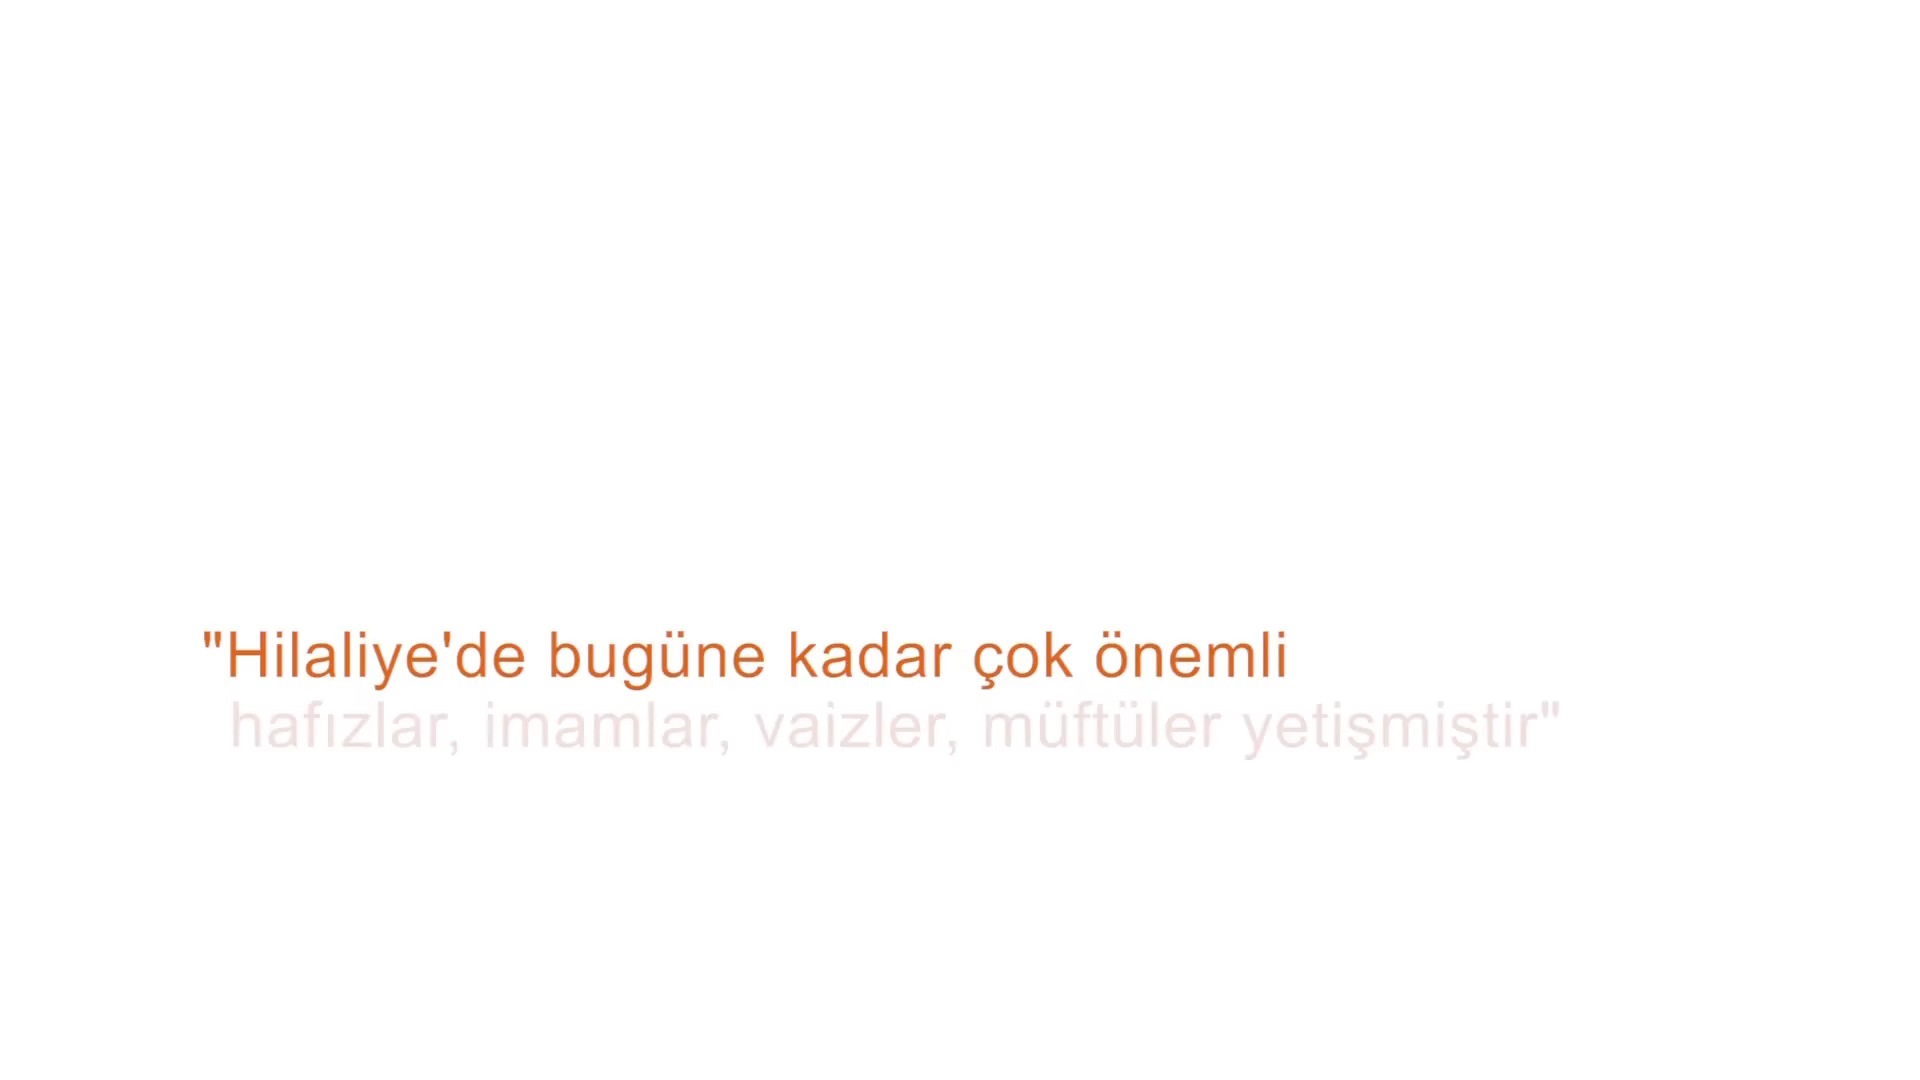 "Hilaliye'de bugüne kadar çok önemli
hafızlar, imamlar, vaizler, müftüler yetişmiştir"